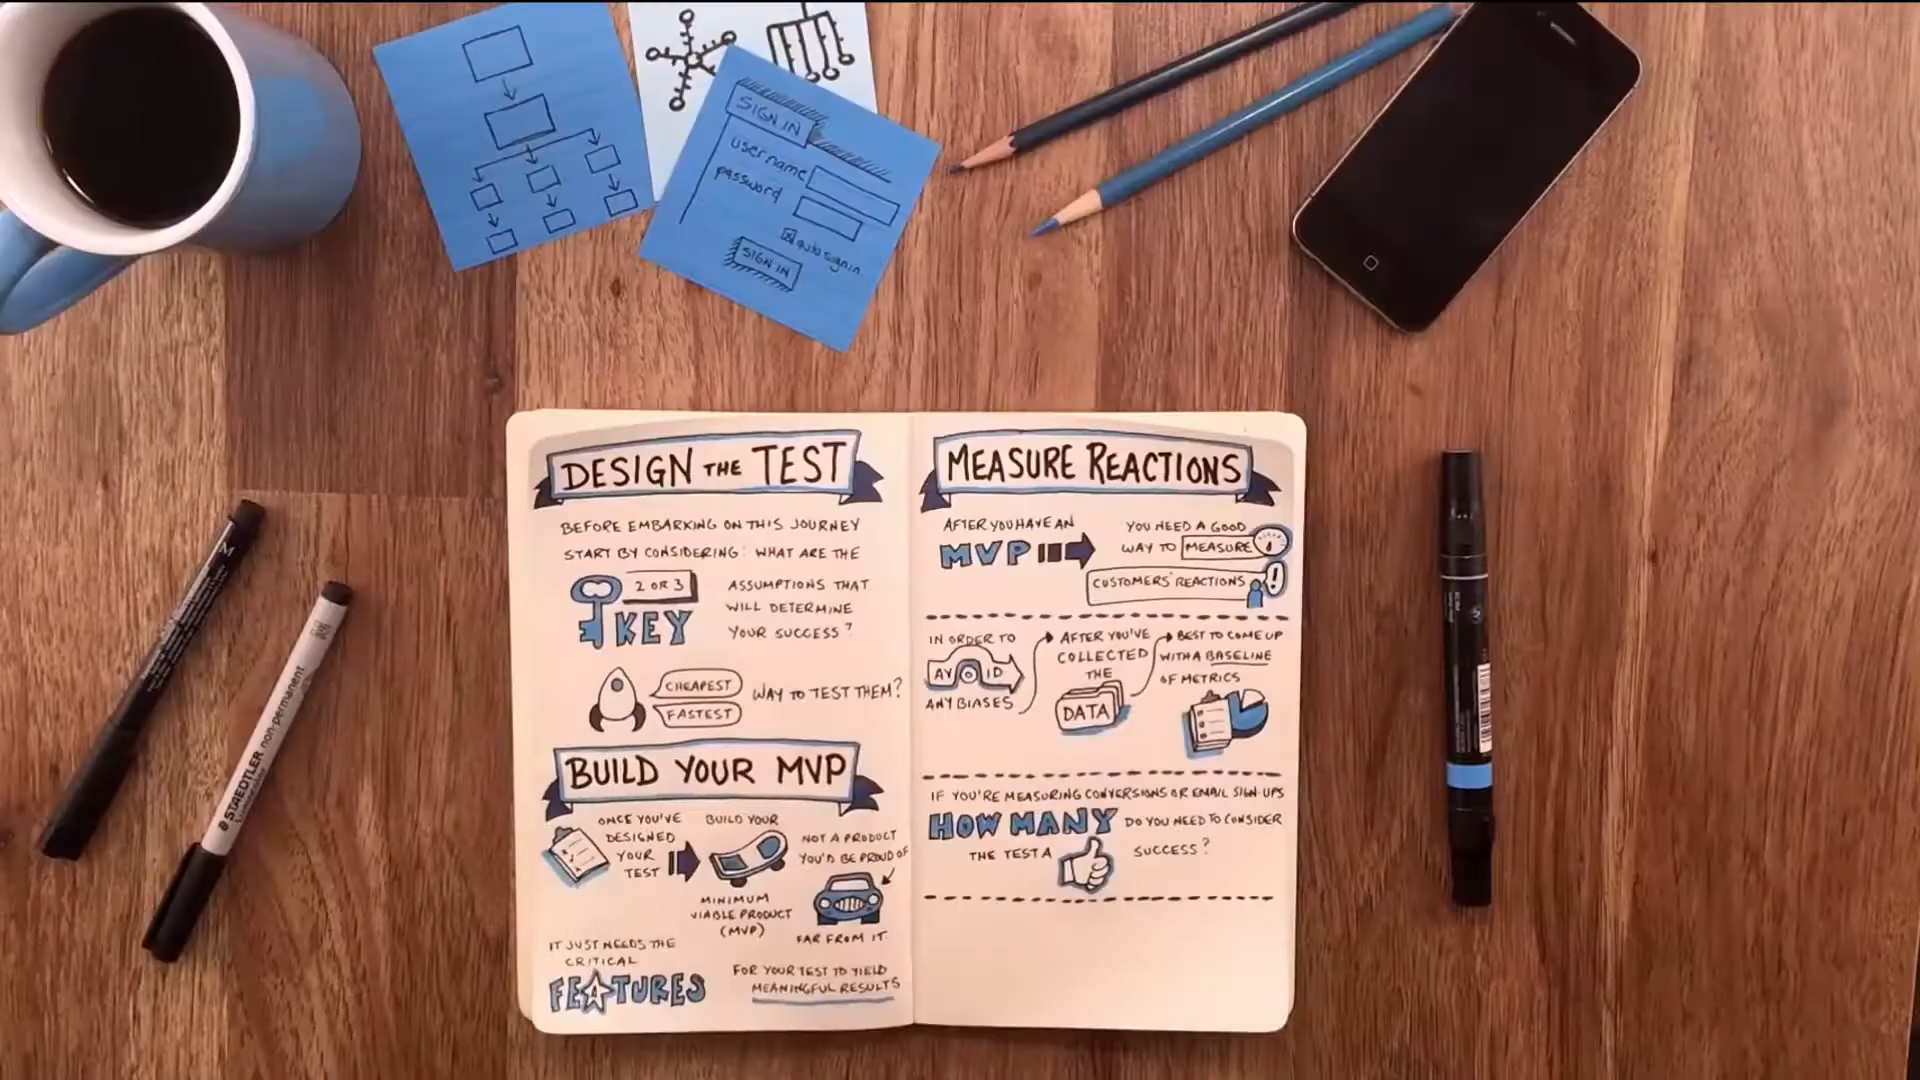 SIGN IN
username
password
auto sign in
SIGN IN
DESIGN THE TEST
BEFORE EMBARKING ON THIS JOURNEY
START BY CONSIDERING: WHAT ARE THE
2 OR 3
KEY
ASSUMPTIONS THAT
WILL DETERMINE
YOUR SUCCESS?
CHEAPEST
FASTEST
WAY TO TEST THEM?
BUILD YOUR MVP
ONCE YOU'VE
DESIGNED
YOUR
TEST
BUILD YOUR
MINIMUM
VIABLE PRODUCT
(MVP)
NOT A PRODUCT
YOU'D BE PROUD OF
FAR FROM IT.
IT JUST NEEDS THE
CRITICAL
FEATURES
FOR YOUR TEST TO YIELD
MEANINGFUL RESULTS
MEASURE REACTIONS
AFTER YOU HAVE AN
MVP
YOU NEED A GOOD
WAY TO MEASURE
CUSTOMERS' REACTIONS
!
IN ORDER TO
AVOID
ANY BIASES
AFTER YOU'VE
COLLECTED
THE
DATA
BEST TO COME UP
WITH A BASELINE
OF METRICS
IF YOU'RE MEASURING CONVERSIONS OR EMAIL SIGN-UPS
HOW MANY DO YOU NEED TO CONSIDER
THE TEST A SUCCESS?
M
STAEDTLER non-permanent